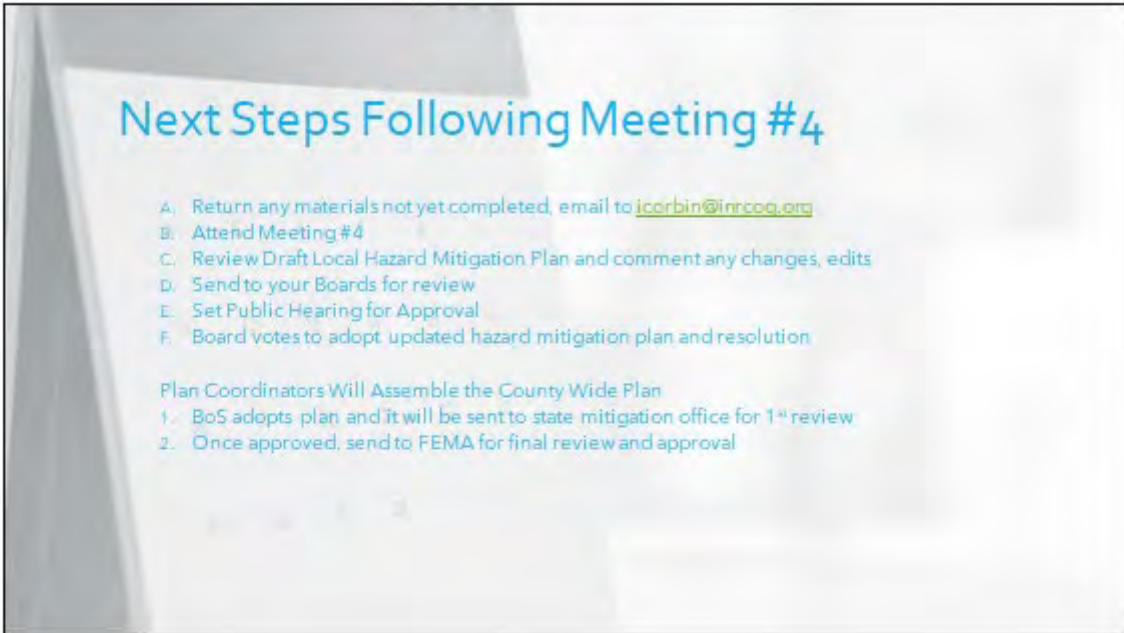 Next Steps Following Meeting #4
A. Return any materials not yet completed, email to icorbin@inrcog.org
B. Attend Meeting #4
C. Review Draft Local Hazard Mitigation Plan and comment any changes, edits
D. Send to your Boards for review
E. Set Public Hearing for Approval
F. Board votes to adopt updated hazard mitigation plan and resolution
Plan Coordinators Will Assemble the County Wide Plan
1. BoS adopts plan and it will be sent to state mitigation office for 1st review
2. Once approved, send to FEMA for final review and approval